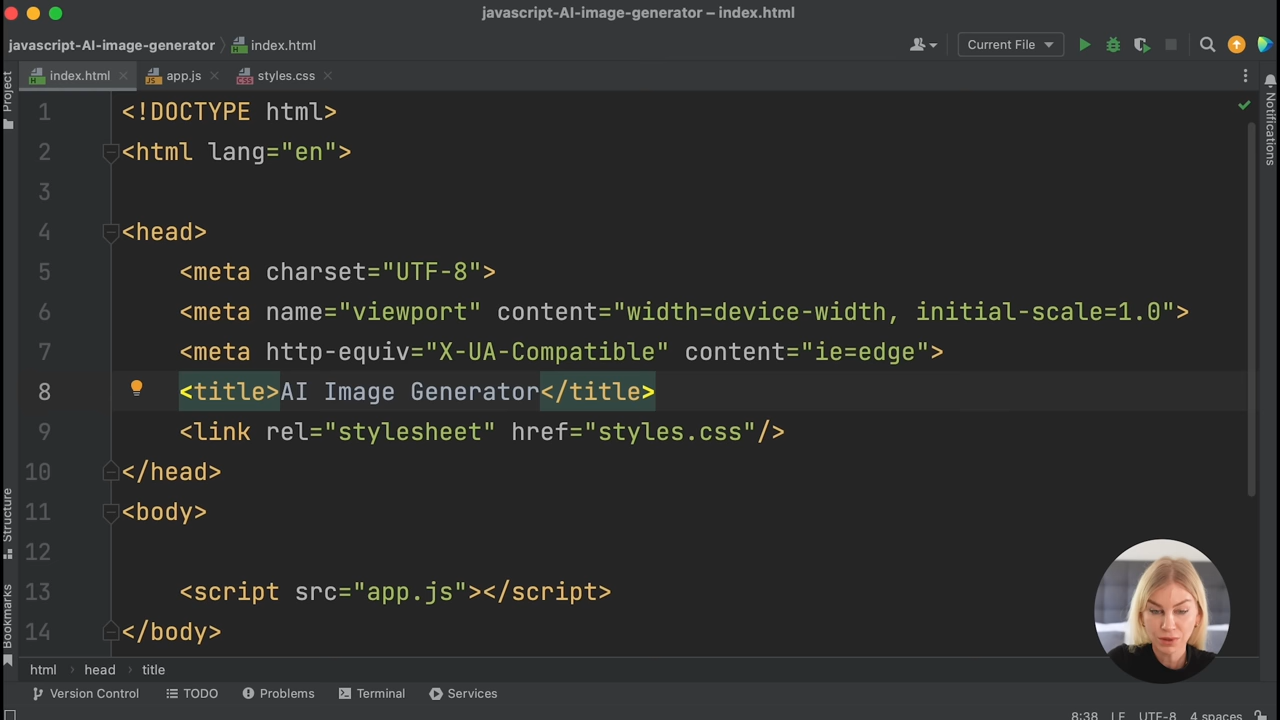 javascript-AI-image-generator – index.html
javascript-AI-image-generator index.html Current File
index.html app.js styles.css
Project
Notifications
1 <!DOCTYPE html>
2 <html lang="en">
3
4 <head>
5 <meta charset="UTF-8">
6 <meta name="viewport" content="width=device-width, initial-scale=1.0">
7 <meta http-equiv="X-UA-Compatible" content="ie=edge">
8 <title>AI Image Generator</title>
9 <link rel="stylesheet" href="styles.css"/>
10 </head>
11 <body>
12
13 <script src="app.js"></script>
14 </body>
Structure
Bookmarks
html head title
Version Control TODO Problems Terminal Services
8:38 LF UTF-8 4 spaces